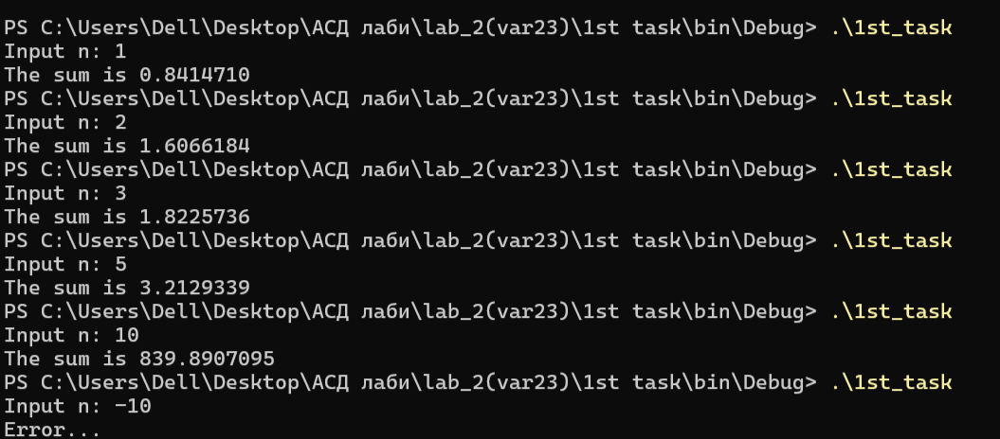 PS C:\Users\Dell\Desktop\АСД лаби\lab_2(var23)\1st task\bin\Debug> .\1st_task
Input n: 1
The sum is 0.8414710
PS C:\Users\Dell\Desktop\АСД лаби\lab_2(var23)\1st task\bin\Debug> .\1st_task
Input n: 2
The sum is 1.6066184
PS C:\Users\Dell\Desktop\АСД лаби\lab_2(var23)\1st task\bin\Debug> .\1st_task
Input n: 3
The sum is 1.8225736
PS C:\Users\Dell\Desktop\АСД лаби\lab_2(var23)\1st task\bin\Debug> .\1st_task
Input n: 5
The sum is 3.2129339
PS C:\Users\Dell\Desktop\АСД лаби\lab_2(var23)\1st task\bin\Debug> .\1st_task
Input n: 10
The sum is 839.8907095
PS C:\Users\Dell\Desktop\АСД лаби\lab_2(var23)\1st task\bin\Debug> .\1st_task
Input n: -10
Error...